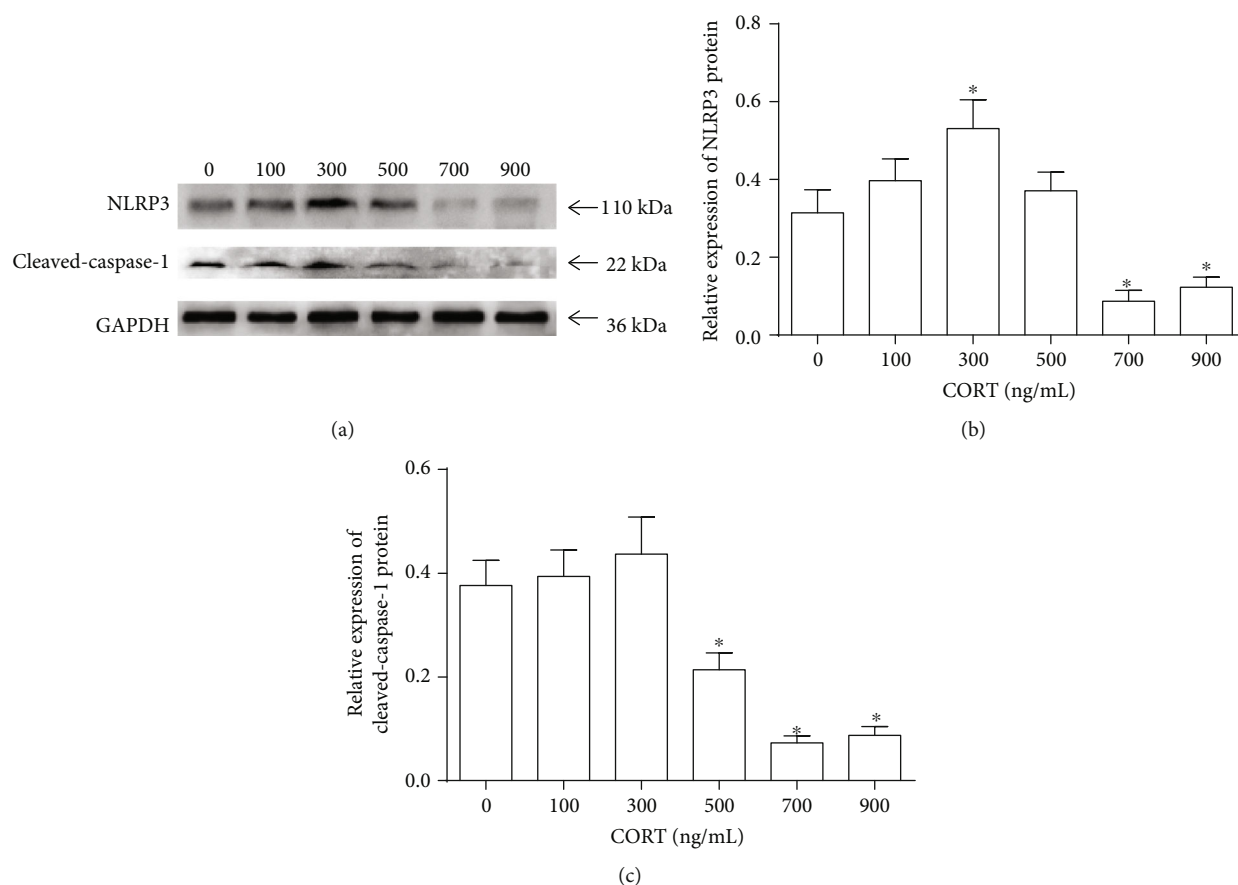 0 100 300 500 700 900
NLRP3
110 kDa
Cleaved-caspase-1
22 kDa
GAPDH
36 kDa
(a)
Relative expression of NLRP3 protein
0.8
0.6
0.4
0.2
0.0
*
*
*
0 100 300 500 700 900
CORT (ng/mL)
(b)
Relative expression of
cleaved-caspase-1 protein
0.6
0.4
0.2
0.0
*
*
*
0 100 300 500 700 900
CORT (ng/mL)
(c)